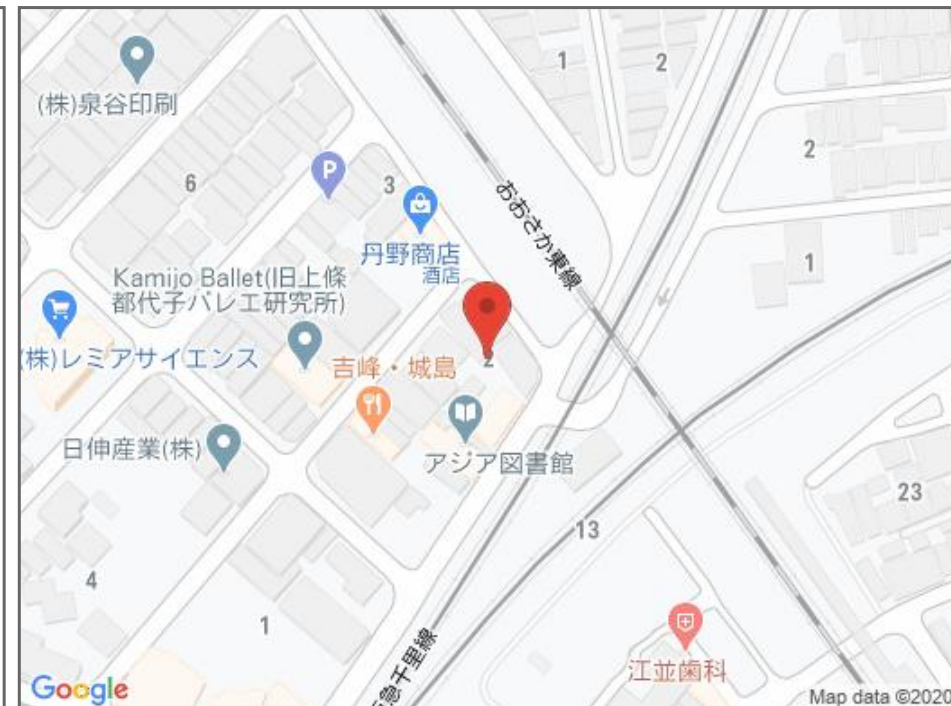 (株)泉谷印刷
1
2
6
P
3
2
おおさか東線
丹野商店
酒店
Kamijo Ballet(旧上條
都代子バレエ研究所)
1
(株)レミアサイエンス
吉峰・城島
2
日伸産業(株)
アジア図書館
23
13
4
1
急千里線
江並歯科
Google
Map data ©2020